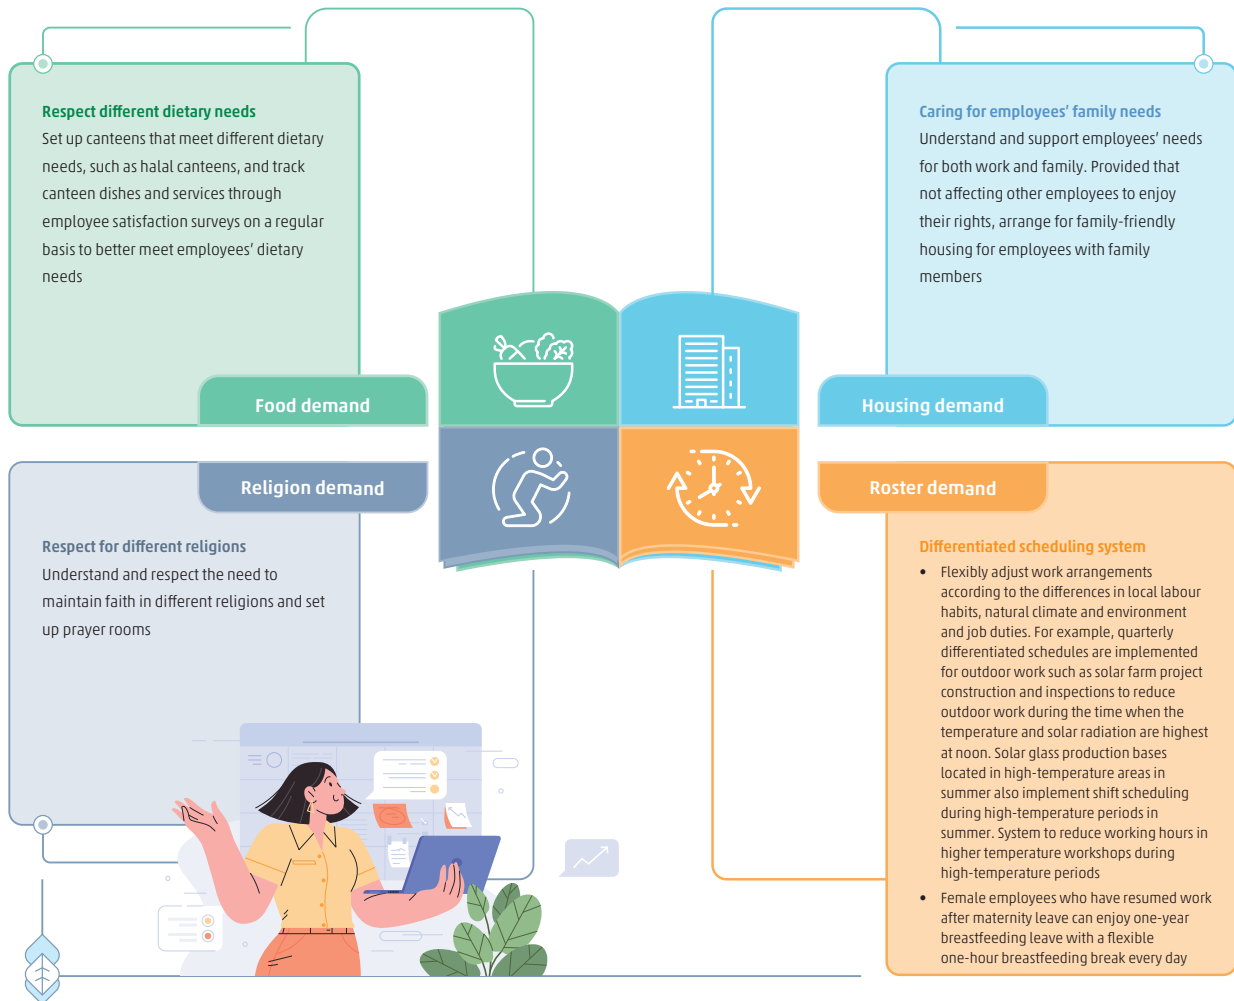 Respect different dietary needs
Set up canteens that meet different dietary
needs, such as halal canteens, and track
canteen dishes and services through
employee satisfaction surveys on a regular
basis to better meet employees' dietary
needs
Food demand
Caring for employees' family needs
Understand and support employees' needs
for both work and family. Provided that
not affecting other employees to enjoy
their rights, arrange for family-friendly
housing for employees with family
members
Housing demand
Religion demand
Respect for different religions
Understand and respect the need to
maintain faith in different religions and set
up prayer rooms
Roster demand
Differentiated scheduling system
• Flexibly adjust work arrangements
according to the differences in local labour
habits, natural climate and environment
and job duties. For example, quarterly
differentiated schedules are implemented
for outdoor work such as solar farm project
construction and inspections to reduce
outdoor work during the time when the
temperature and solar radiation are highest
at noon. Solar glass production bases
located in high-temperature areas in
summer also implement shift scheduling
during high-temperature periods in
summer. System to reduce working hours in
higher temperature workshops during
high-temperature periods
• Female employees who have resumed work
after maternity leave can enjoy one-year
breastfeeding leave with a flexible
one-hour breastfeeding break every day